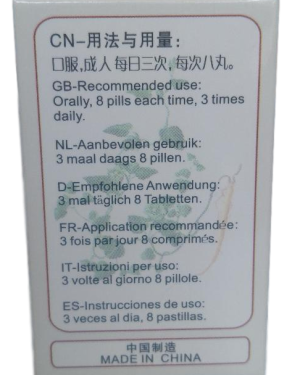 CN-用法与用量：
口服,成人每日三次,每次八丸。
GB-Recommended use:
Orally, 8 pills each time, 3 times
daily.
NL-Aanbevolen gebruik:
3 maal daags 8 pillen.
D-Empfohlene Anwendung:
3 mal täglich 8 Tabletten.
FR-Application recommandée:
3 fois par jour 8 comprimés.
IT-Istruzioni per uso:
3 volte al giorno 8 pillole.
ES-Instrucciones de uso:
3 veces al dia, 8 pastillas.
中国制造
MADE IN CHINA